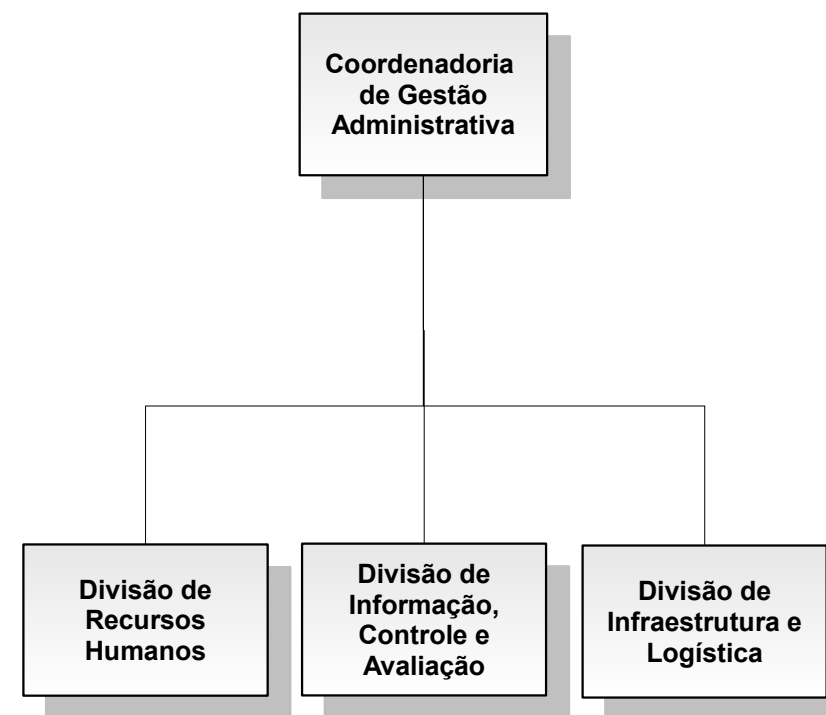 Coordenadoria
de Gestão
Administrativa
Divisão de
Recursos
Humanos
Divisão de
Informação,
Controle e
Avaliação
Divisão de
Infraestrutura e
Logística